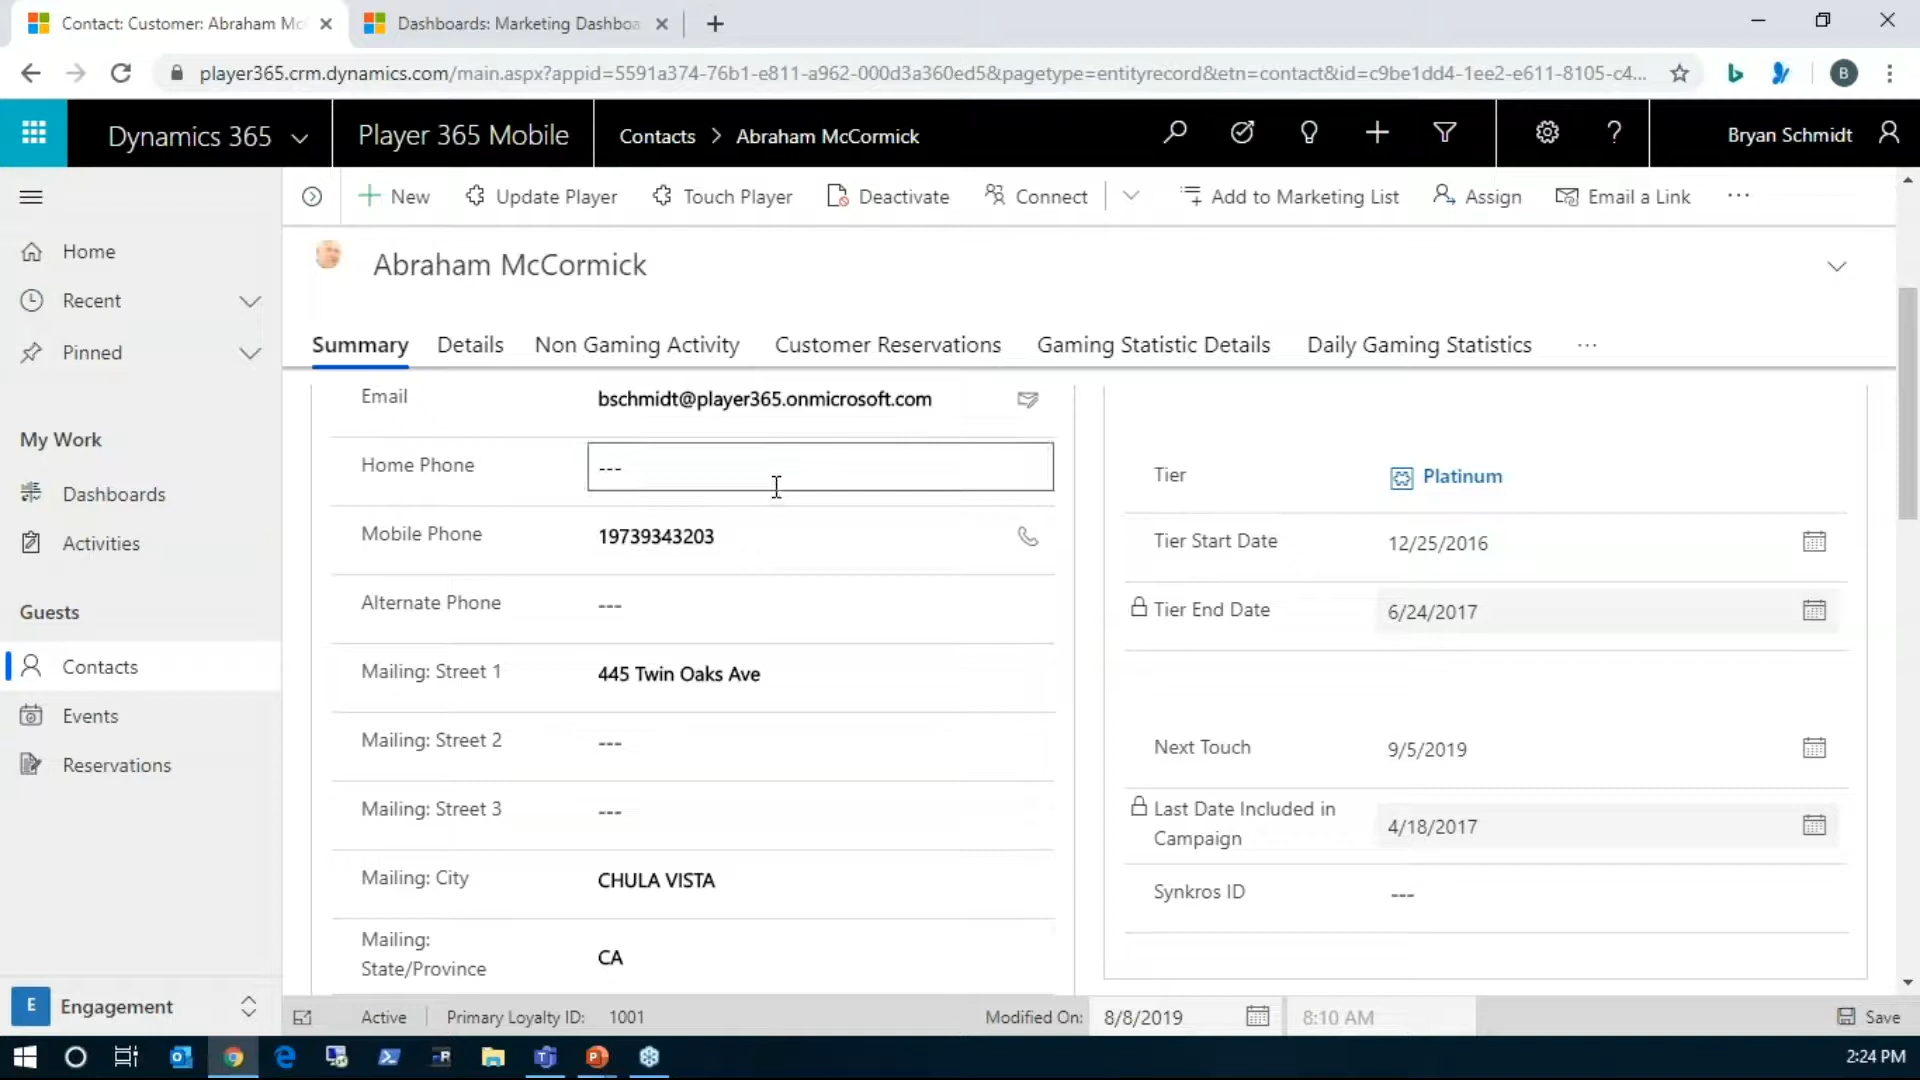 Contact: Customer: Abraham Mc
Dashboards: Marketing Dashboa
player365.crm.dynamics.com/main.aspx?appid=5591a374-76b1-e811-a962-000d3a360ed5&pagetype=entityrecord&etn=contact&id=c9be1dd4-1ee2-e611-8105-c4...
B
Dynamics 365
Player 365 Mobile
Contacts > Abraham McCormick
Bryan Schmidt
New
Update Player
Touch Player
Deactivate
Connect
Add to Marketing List
Assign
Email a Link
Home
Recent
Pinned
My Work
Dashboards
Activities
Guests
Contacts
Events
Reservations
E Engagement
Abraham McCormick
Summary
Details
Non Gaming Activity
Customer Reservations
Gaming Statistic Details
Daily Gaming Statistics
...
Email bschmidt@player365.onmicrosoft.com
Home Phone ---
Mobile Phone 19739343203
Alternate Phone ---
Mailing: Street 1 445 Twin Oaks Ave
Mailing: Street 2 ---
Mailing: Street 3 ---
Mailing: City CHULA VISTA
Mailing:
State/Province CA
Tier Platinum
Tier Start Date 12/25/2016
Tier End Date 6/24/2017
Next Touch 9/5/2019
Last Date Included in
Campaign 4/18/2017
Synkros ID ---
Active
Primary Loyalty ID: 1001
Modified On: 8/8/2019 8:10 AM
Save
2:24 PM